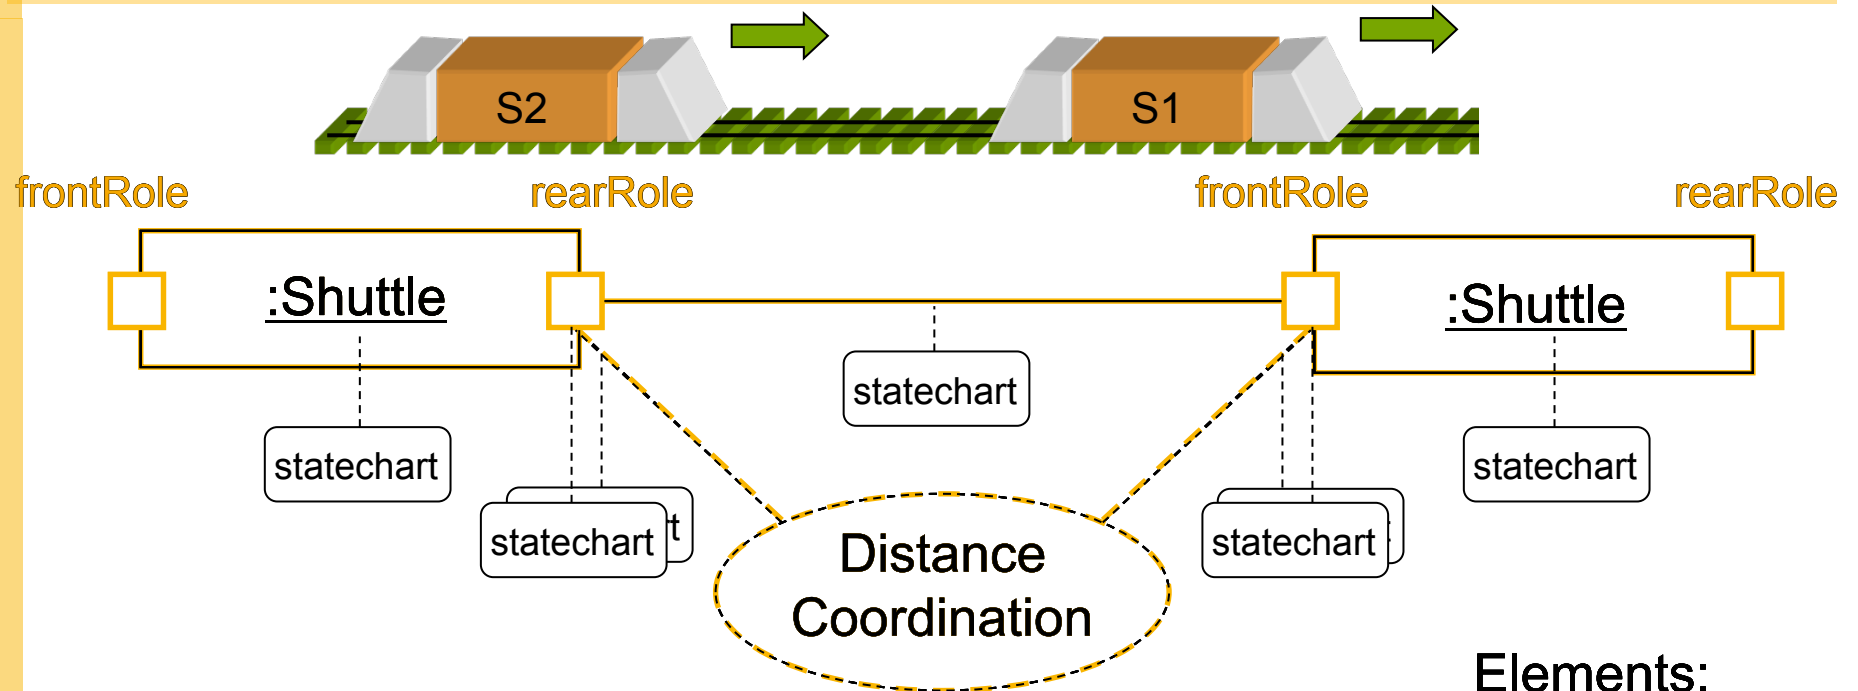 S2
S1
frontRole
rearRole
frontRole
rearRole
:Shuttle
:Shuttle
statechart
statechart
statechart
statechart
t
statechart
Distance
Coordination
Elements: